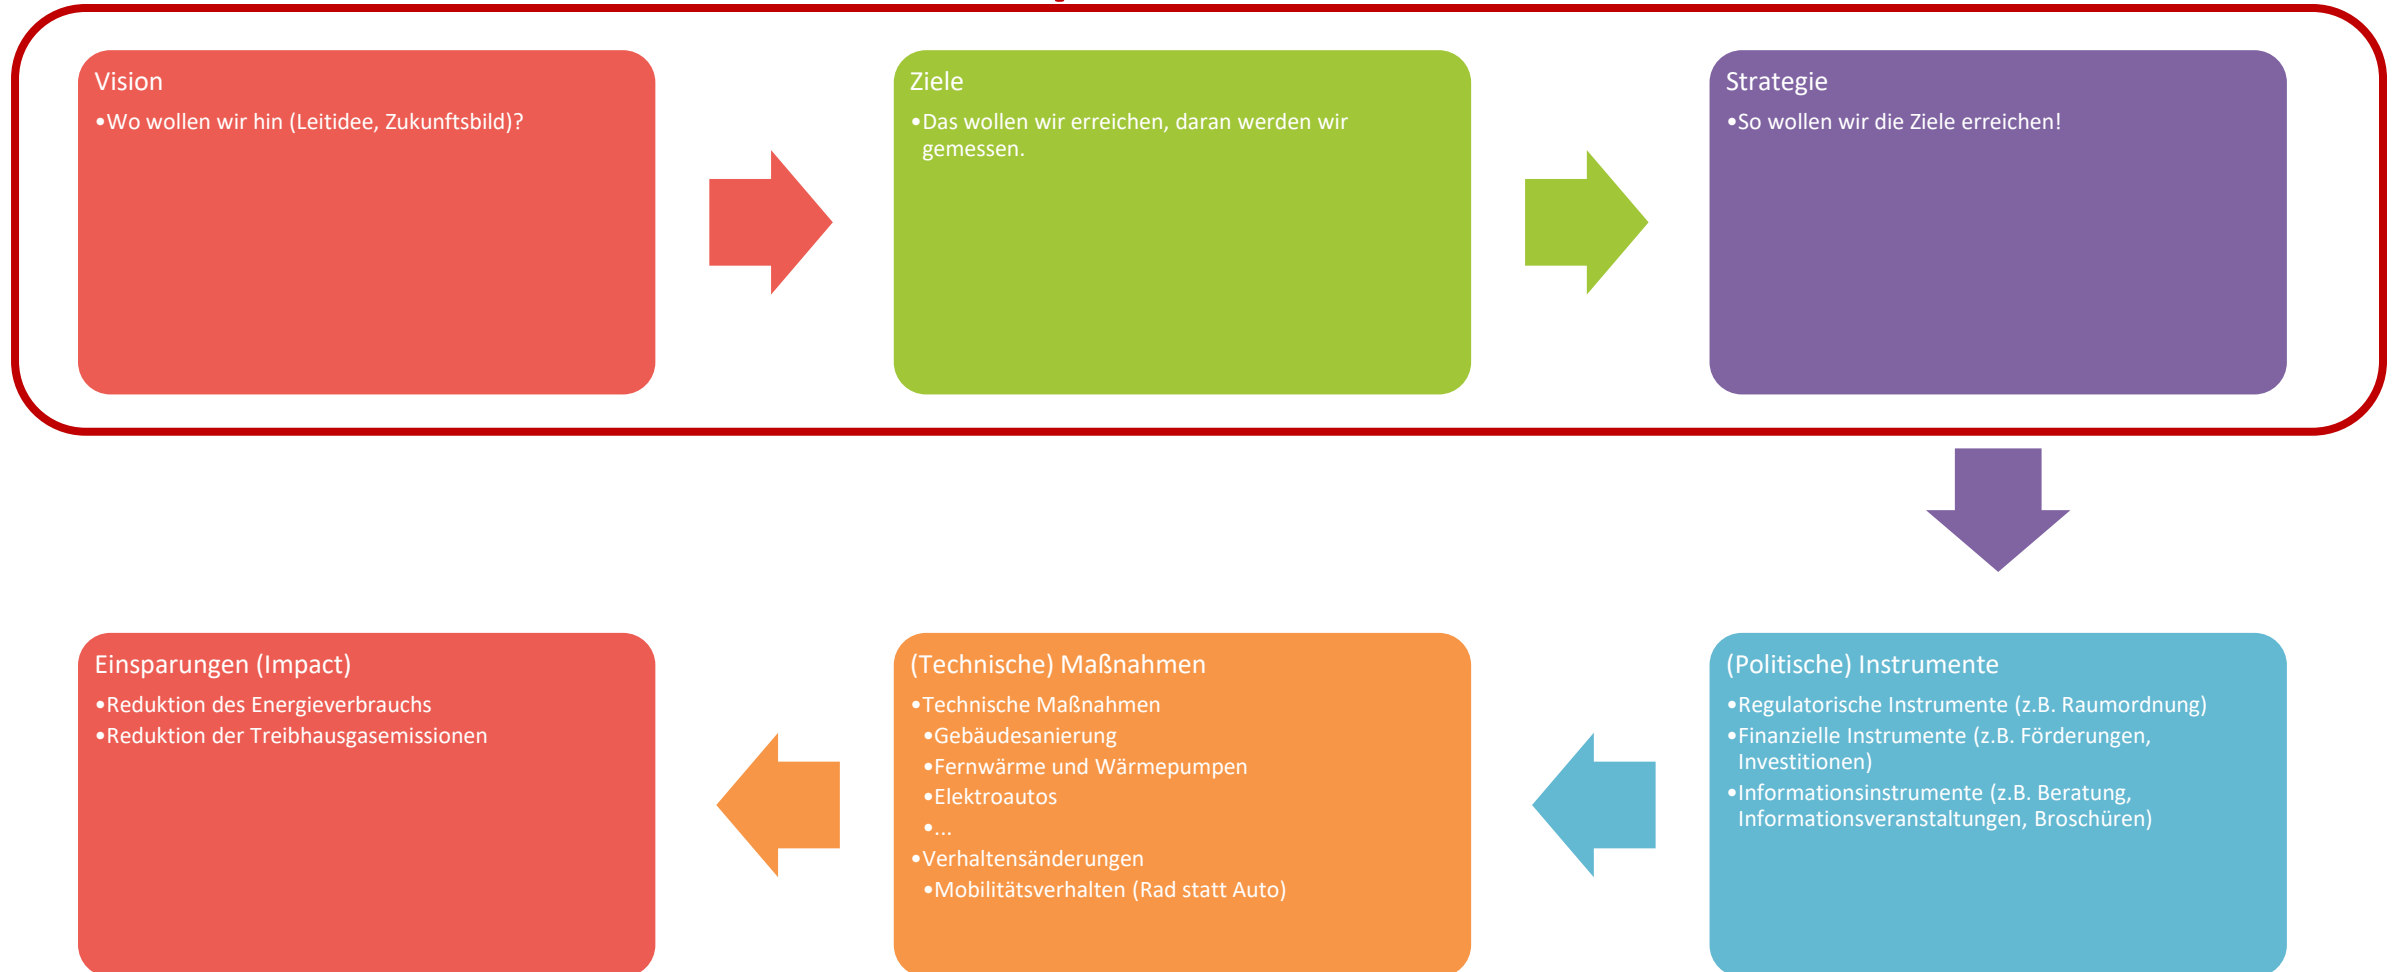 Vision
•Wo wollen wir hin (Leitidee, Zukunftsbild)?
Ziele
•Das wollen wir erreichen, daran werden wir
gemessen.
Strategie
•So wollen wir die Ziele erreichen!
(Politische) Instrumente
•Regulatorische Instrumente (z.B. Raumordnung)
•Finanzielle Instrumente (z.B. Förderungen,
Investitionen)
•Informationsinstrumente (z.B. Beratung,
Informationsveranstaltungen, Broschüren)
(Technische) Maßnahmen
•Technische Maßnahmen
•Gebäudesanierung
•Fernwärme und Wärmepumpen
•Elektroautos
•...
•Verhaltensänderungen
•Mobilitätsverhalten (Rad statt Auto)
Einsparungen (Impact)
•Reduktion des Energieverbrauchs
•Reduktion der Treibhausgasemissionen